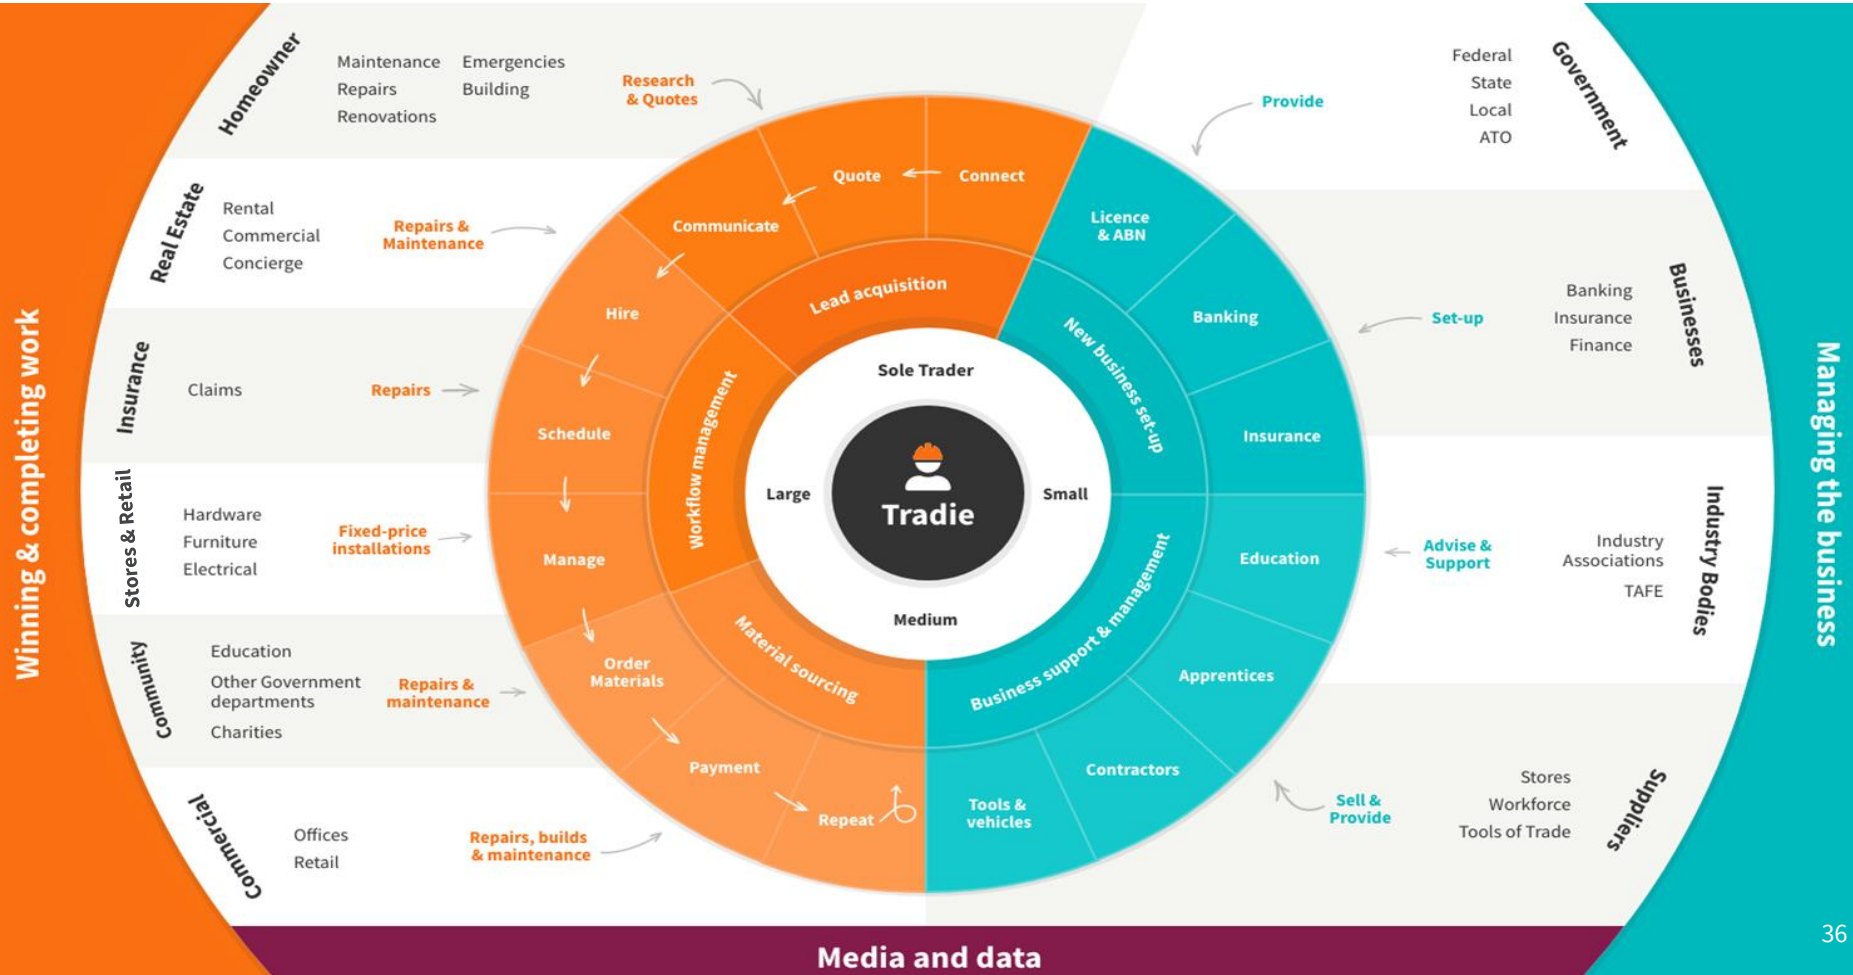 Winning & completing work
Homeowner
Maintenance
Repairs
Renovations
Emergencies
Building
Research
& Quotes
Real Estate
Rental
Commercial
Concierge
Repairs &
Maintenance
Insurance
Claims
Repairs
Stores & Retail
Hardware
Furniture
Electrical
Fixed-price
installations
Community
Education
Other Government
departments
Charities
Repairs &
maintenance
Commercial
Offices
Retail
Repairs, builds
& maintenance
Connect
Quote
Communicate
Hire
Schedule
Manage
Order
Materials
Payment
Repeat
Lead acquisition
Workflow management
Material sourcing
Sole Trader
Large
Small
Medium
Tradie
New business set-up
Business support & management
Licence
& ABN
Banking
Insurance
Education
Apprentices
Contractors
Tools &
vehicles
Provide
Federal
State
Local
ATO
Government
Set-up
Banking
Insurance
Finance
Businesses
Advise &
Support
Industry
Associations
TAFE
Industry Bodies
Sell &
Provide
Stores
Workforce
Tools of Trade
Suppliers
Managing the business
Media and data
36